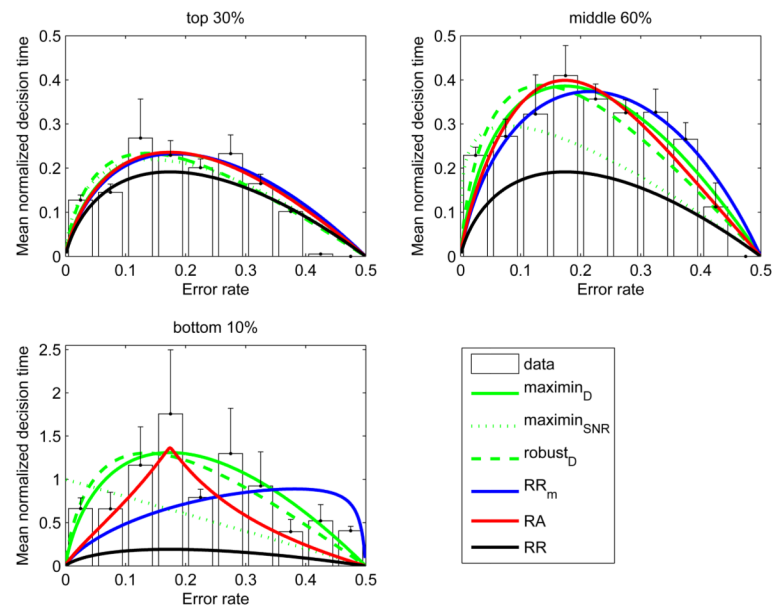 top 30%
Mean normalized decision time
0.5
0.4
0.3
0.2
0.1
0
0 0.1 0.2 0.3 0.4 0.5
Error rate
middle 60%
Mean normalized decision time
0.5
0.4
0.3
0.2
0.1
0
0 0.1 0.2 0.3 0.4 0.5
Error rate
bottom 10%
Mean normalized decision time
2.5
2
1.5
1
0.5
0
0 0.1 0.2 0.3 0.4 0.5
Error rate
data
maximin_D
maximin_SNR
robust_D
RR_m
RA
RR